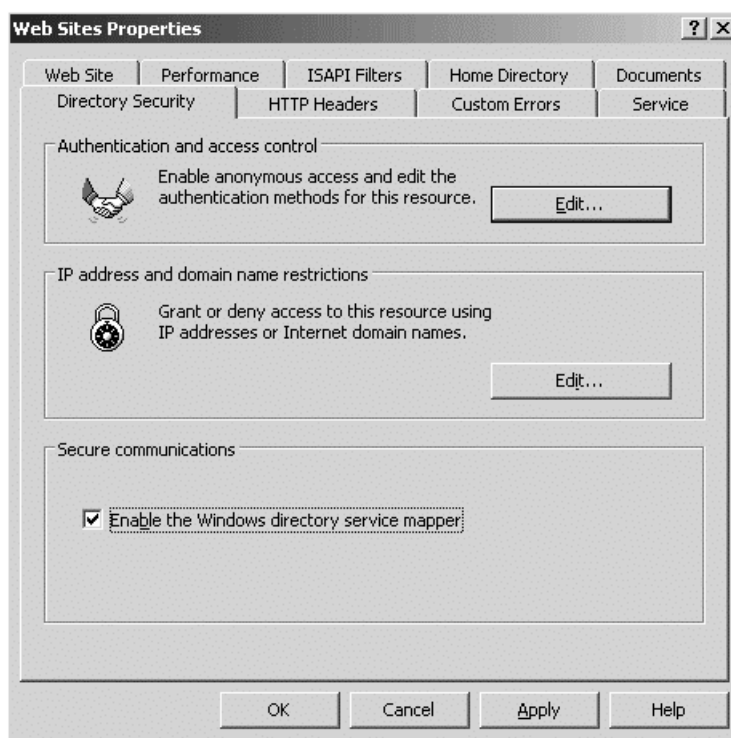 Web Sites Properties
Web Site Performance ISAPI Filters Home Directory Documents
Directory Security HTTP Headers Custom Errors Service
Authentication and access control
Enable anonymous access and edit the
authentication methods for this resource.
Edit...
IP address and domain name restrictions
Grant or deny access to this resource using
IP addresses or Internet domain names.
Edit...
Secure communications
Enable the Windows directory service mapper
OK Cancel Apply Help